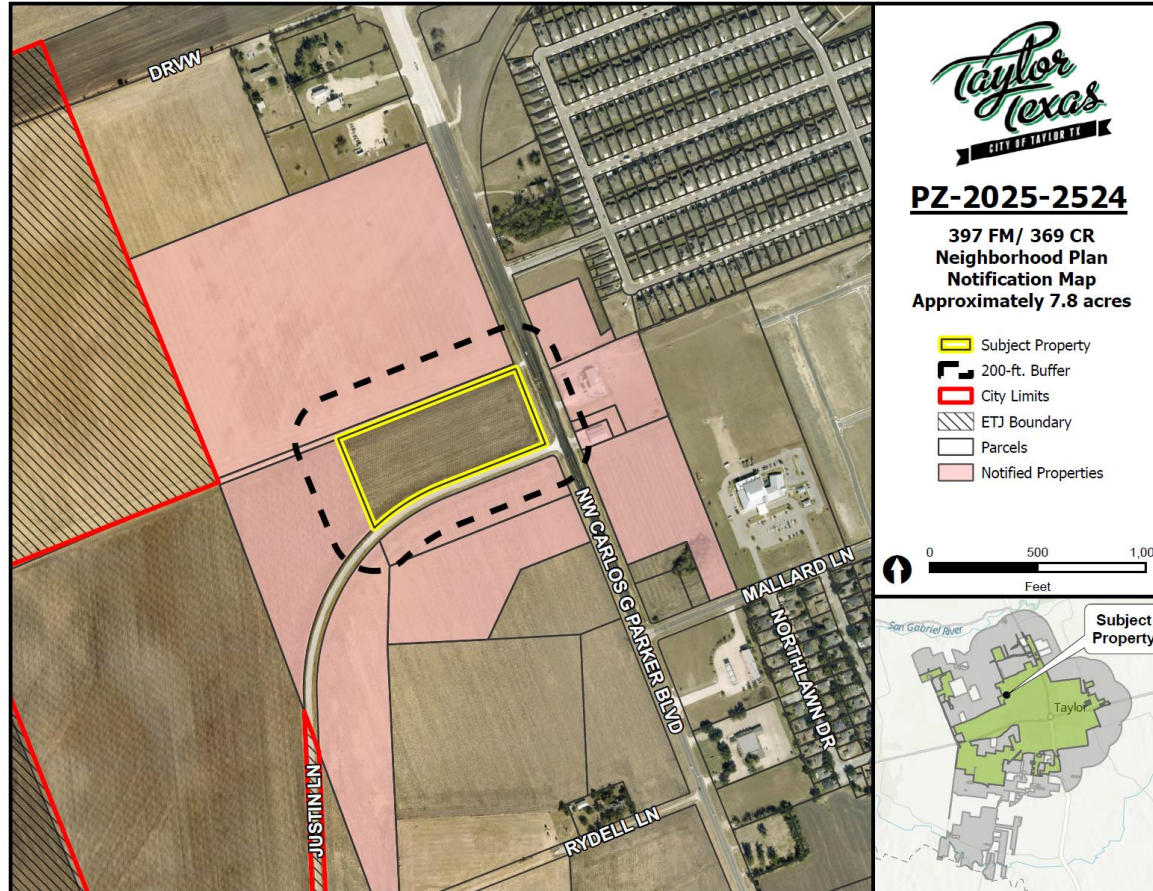 DRVW
NW CARLOS G PARKER BLVD
MALLARD LN
NORTHLAWN DR
JUSTIN LN
RYDELL LN
Taylor
Texas
CITY OF TAYLOR TX
PZ-2025-2524
397 FM/ 369 CR
Neighborhood Plan
Notification Map
Approximately 7.8 acres
Subject Property
200-ft. Buffer
City Limits
ETJ Boundary
Parcels
Notified Properties
0 500 1,00
Feet
San Gabriel River
Subject
Property
Taylor